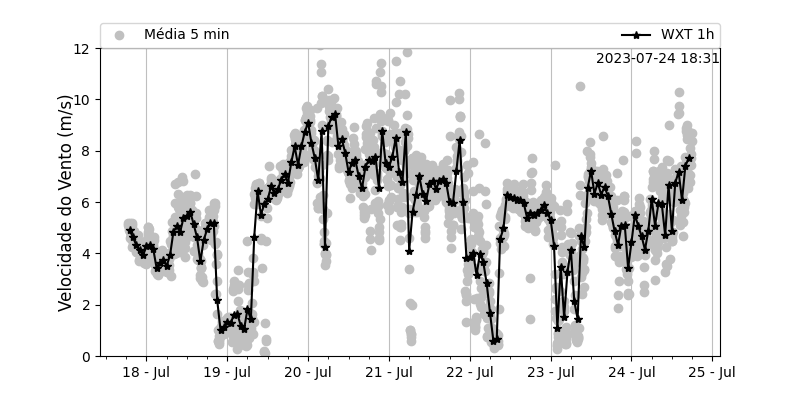 Média 5 min
WXT 1h
2023-07-24 18:31
Velocidade do Vento (m/s)
12
10
8
6
4
2
0
18 - Jul
19 - Jul
20 - Jul
21 - Jul
22 - Jul
23 - Jul
24 - Jul
25 - Jul